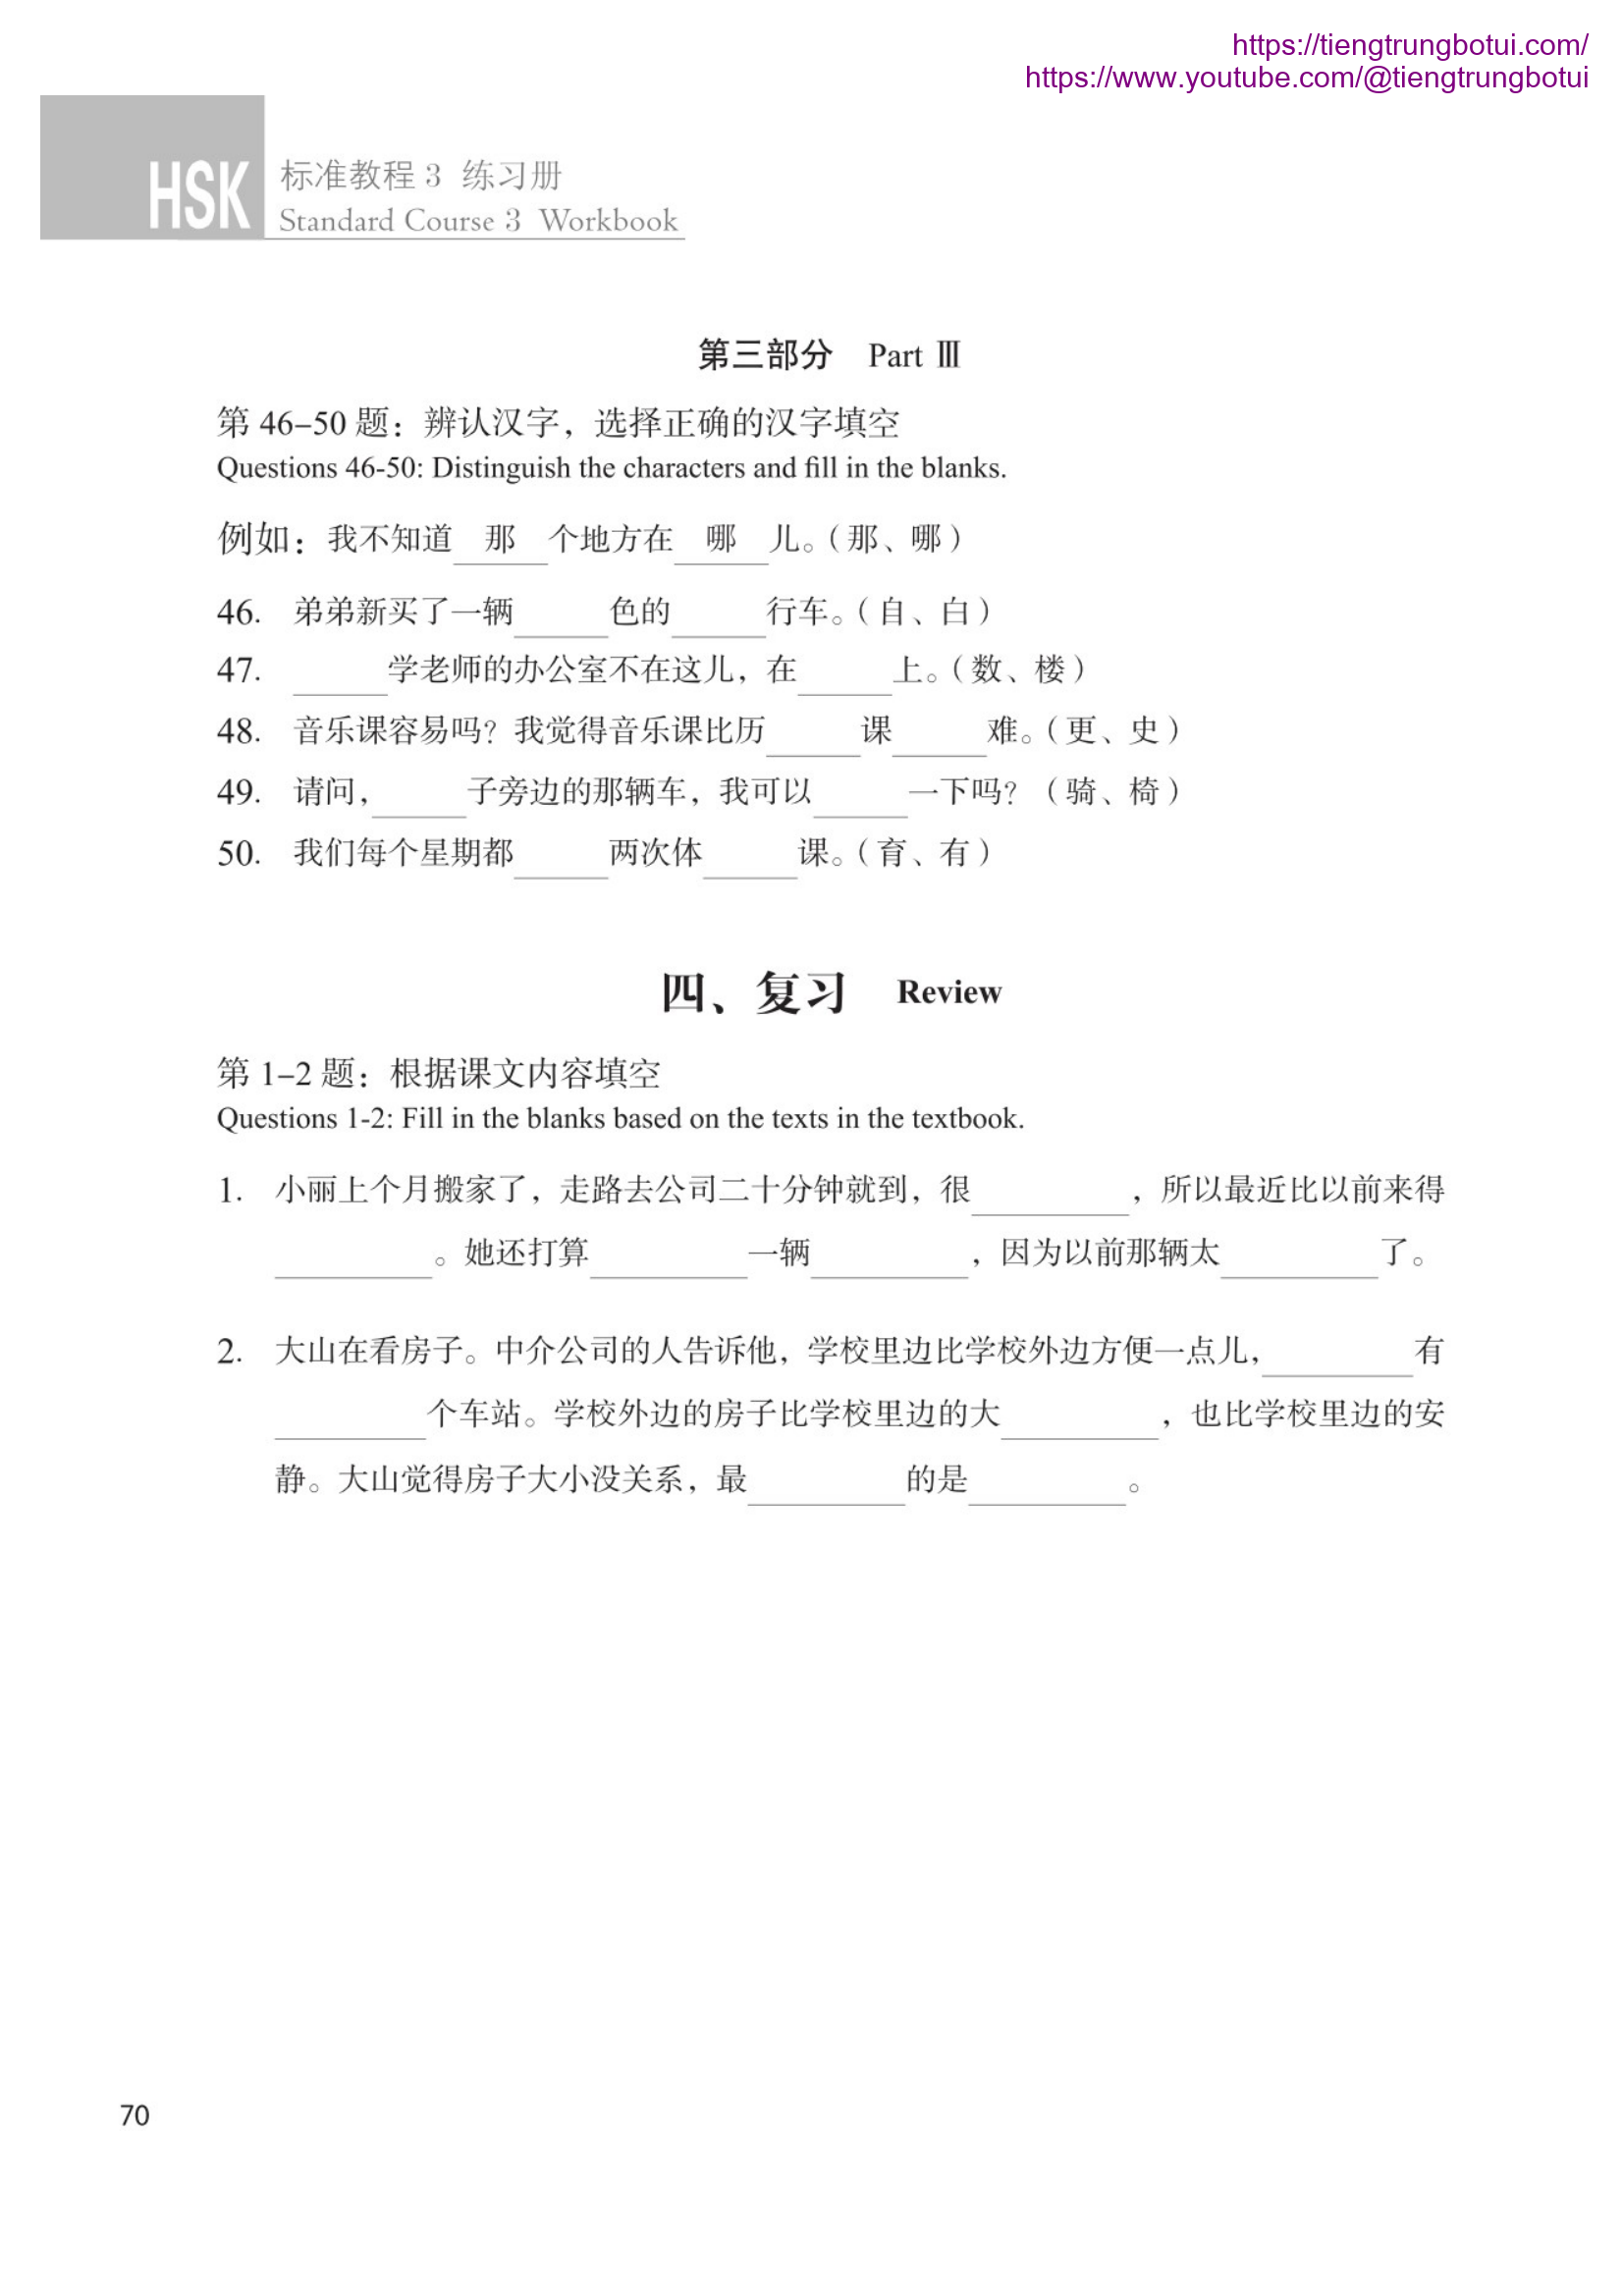 https://tiengtrungbotui.com/
https://www.youtube.com/@tiengtrungbotui
HSK 标准教程 3 练习册
Standard Course 3 Workbook
第三部分 Part Ⅲ
第 46–50 题：辨认汉字，选择正确的汉字填空
Questions 46-50: Distinguish the characters and fill in the blanks.
例如：我不知道 那 个地方在 哪 儿。（那、哪）
46. 弟弟新买了一辆______色的______行车。（自、白）
47. ______学老师的办公室不在这儿，在______上。（数、楼）
48. 音乐课容易吗？我觉得音乐课比历______课______难。（更、史）
49. 请问，______子旁边的那辆车，我可以______一下吗？（骑、椅）
50. 我们每个星期都______两次体______课。（育、有）
四、复习 Review
第 1–2 题：根据课文内容填空
Questions 1-2: Fill in the blanks based on the texts in the textbook.
1. 小丽上个月搬家了，走路去公司二十分钟就到，很__________，所以最近比以前来得
__________。她还打算__________一辆__________，因为以前那辆太__________了。
2. 大山在看房子。中介公司的人告诉他，学校里边比学校外边方便一点儿，__________有
__________个车站。学校外边的房子比学校里边的大__________，也比学校里边的安
静。大山觉得房子大小没关系，最__________的是__________。
70